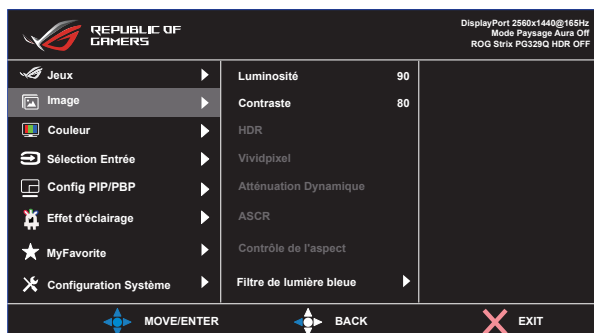 REPUBLIC OF
GAMERS
DisplayPort 2560x1440@165Hz
Mode Paysage Aura Off
ROG Strix PG329Q HDR OFF
Jeux
Image
Couleur
Sélection Entrée
Config PIP/PBP
Effet d'éclairage
MyFavorite
Configuration Système
Luminosité 90
Contraste 80
HDR
Vividpixel
Atténuation Dynamique
ASCR
Contrôle de l'aspect
Filtre de lumière bleue
MOVE/ENTER
BACK
EXIT